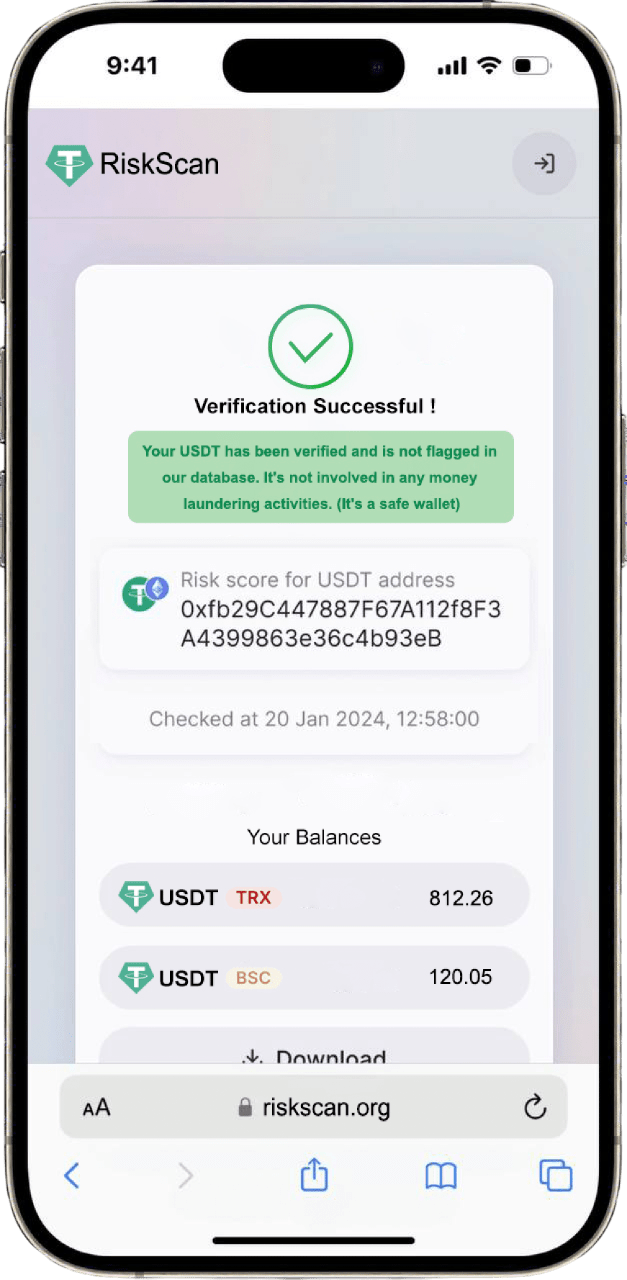 9:41
RiskScan
Verification Successful !
Your USDT has been verified and is not flagged in
our database. It's not involved in any money
laundering activities. (It's a safe wallet)
Risk score for USDT address
0xfb29C447887F67A112f8F3
A4399863e36c4b93eB
Checked at 20 Jan 2024, 12:58:00
Your Balances
USDT TRX 812.26
USDT BSC 120.05
Download
AA riskscan.org